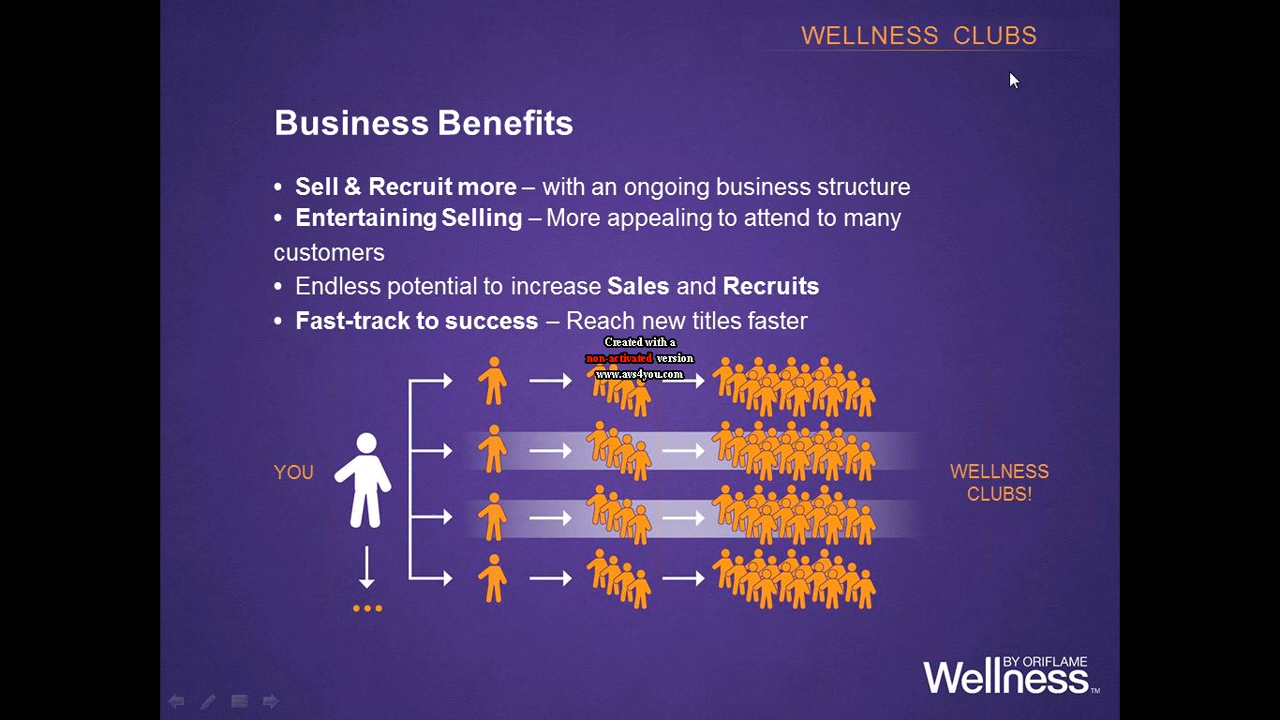 WELLNESS CLUBS
Business Benefits
• Sell & Recruit more – with an ongoing business structure
• Entertaining Selling – More appealing to attend to many
customers
• Endless potential to increase Sales and Recruits
• Fast-track to success – Reach new titles faster
Created with a
non-activated version
www.avs4you.com
YOU
WELLNESS
CLUBS!
BY ORIFLAME
Wellness™